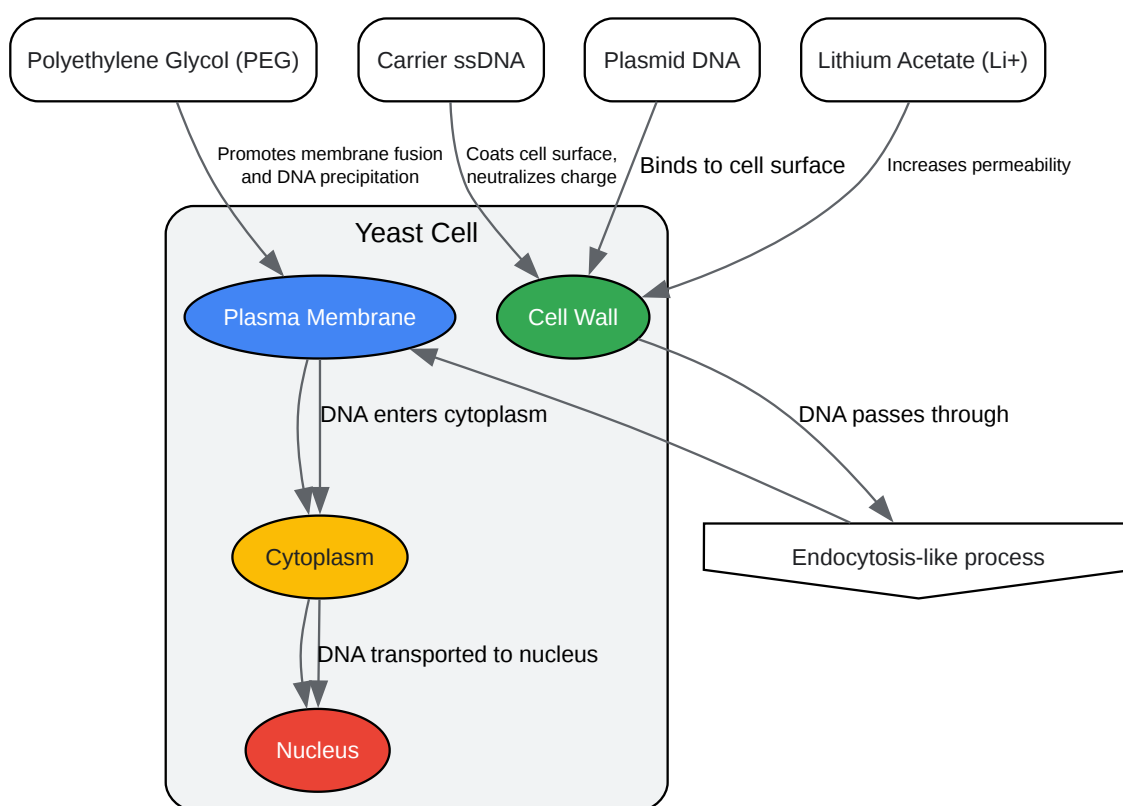 Polyethylene Glycol (PEG)
Carrier ssDNA
Plasmid DNA
Lithium Acetate (Li+)
Promotes membrane fusion
and DNA precipitation
Coats cell surface,
neutralizes charge
Binds to cell surface
Increases permeability
Yeast Cell
Plasma Membrane
Cell Wall
DNA enters cytoplasm
DNA passes through
Cytoplasm
Endocytosis-like process
DNA transported to nucleus
Nucleus